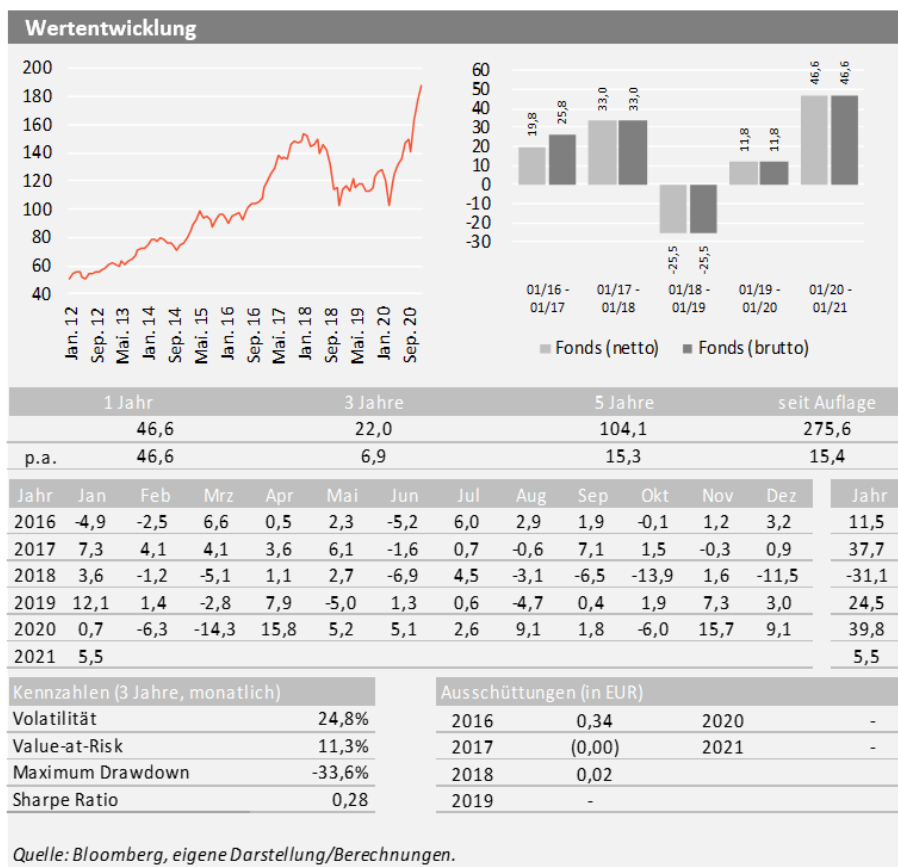 Wertentwicklung
200
180
160
140
120
100
80
60
40
Jan. 12
Sep. 12
Mai. 13
Jan. 14
Sep. 14
Mai. 15
Jan. 16
Sep. 16
Mai. 17
Jan. 18
Sep. 18
Mai. 19
Jan. 20
Sep. 20
60
50
40
30
20
10
0
-10
-20
-30
19,8
25,8
33,0
33,0
-25,5
-25,5
11,8
11,8
46,6
46,6
01/16 - 01/17 01/18 01/19 01/20 01/21
01/16 -
01/17
01/17 -
01/18
01/18 -
01/19
01/19 -
01/20
01/20 -
01/21
Fonds (netto) Fonds (brutto)
1 Jahr 3 Jahre 5 Jahre seit Auflage
46,6 22,0 104,1 275,6
p.a. 46,6 6,9 15,3 15,4
Jahr Jan Feb Mrz Apr Mai Jun Jul Aug Sep Okt Nov Dez Jahr
2016 -4,9 -2,5 6,6 0,5 2,3 -5,2 6,0 2,9 1,9 -0,1 1,2 3,2 11,5
2017 7,3 4,1 4,1 3,6 6,1 -1,6 0,7 -0,6 7,1 1,5 -0,3 0,9 37,7
2018 3,6 -1,2 -5,1 1,1 2,7 -6,9 4,5 -3,1 -6,5 -13,9 1,6 -11,5 -31,1
2019 12,1 1,4 -2,8 7,9 -5,0 1,3 0,6 -4,7 0,4 1,9 7,3 3,0 24,5
2020 0,7 -6,3 -14,3 15,8 5,2 5,1 2,6 9,1 1,8 -6,0 15,7 9,1 39,8
2021 5,5 5,5
Kennzahlen (3 Jahre, monatlich)
Volatilität 24,8%
Value-at-Risk 11,3%
Maximum Drawdown -33,6%
Sharpe Ratio 0,28
Ausschüttungen (in EUR)
2016 0,34 2020 -
2017 (0,00) 2021 -
2018 0,02
2019 -
Quelle: Bloomberg, eigene Darstellung/Berechnungen.